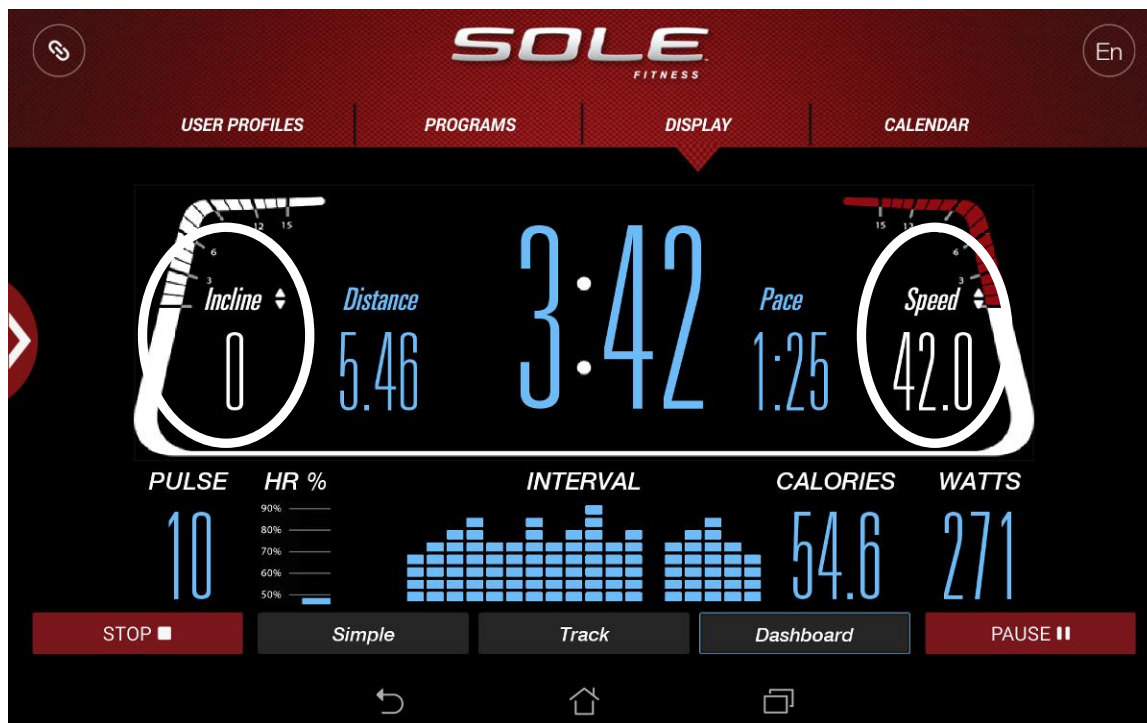 SOLE
FITNESS
En
USER PROFILES PROGRAMS DISPLAY CALENDAR
12 15 15 12
6 6
3 3
Incline Distance 3:42 Pace Speed
0 5.46 1:25 42.0
PULSE HR % INTERVAL CALORIES WATTS
10 54.6 271
90%
80%
70%
60%
50%
STOP Simple Track Dashboard PAUSE